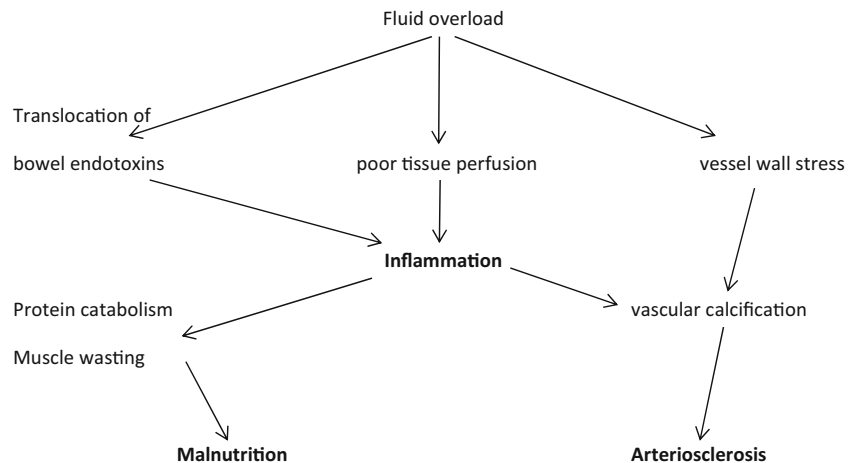 Fluid overload
Translocation of
bowel endotoxins
poor tissue perfusion
vessel wall stress
Inflammation
Protein catabolism
vascular calcification
Muscle wasting
Malnutrition
Arteriosclerosis